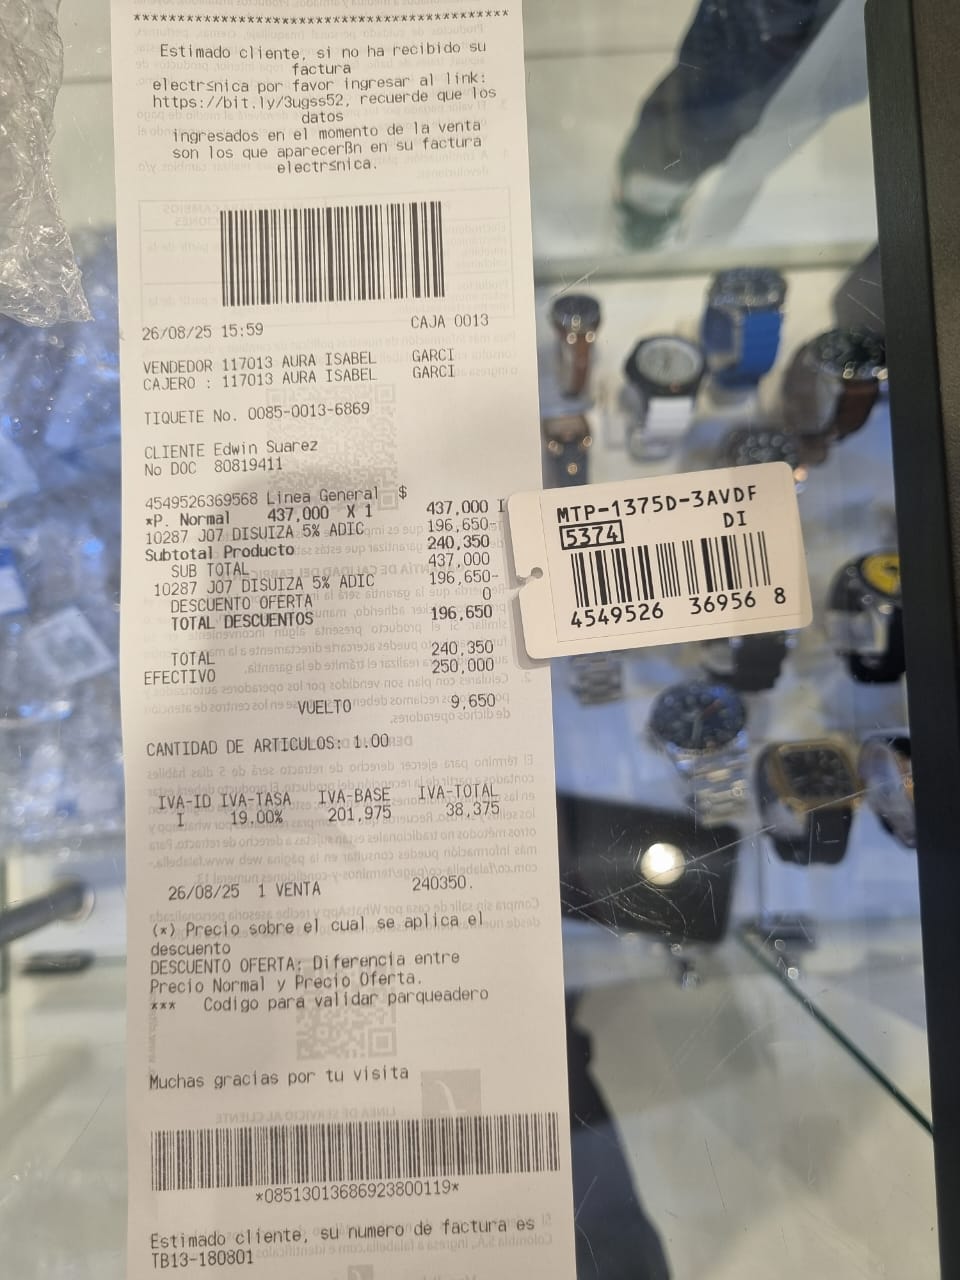 ****************************************
Estimado cliente, si no ha recibido su
factura
electrsnica por favor ingresar al link:
https://bit.ly/3ugss52, recuerde que los
datos
ingresados en el momento de la venta
son los que aparecerßn en su factura
electrsnica.
26/08/25 15:59 CAJA 0013
VENDEDOR 117013 AURA ISABEL GARCI
CAJERO : 117013 AURA ISABEL GARCI
TIQUETE No. 0085-0013-6869
CLIENTE Edwin Suarez
No DOC 80819411
4549526369568 Linea General $
*P. Normal 437,000 X 1 437,000 I
10287 J07 DISUIZA 5% ADIC 196,650-
Subtotal Producto 240,350
SUB TOTAL 437,000
10287 J07 DISUIZA 5% ADIC 196,650-
DESCUENTO OFERTA 0
TOTAL DESCUENTOS 196,650
TOTAL 240,350
EFECTIVO 250,000
VUELTO 9,650
CANTIDAD DE ARTICULOS: 1.00
IVA-ID IVA-TASA IVA-BASE IVA-TOTAL
I 19.00% 201,975 38,375
26/08/25 1 VENTA 240350.
(*) Precio sobre el cual se aplica el
descuento
DESCUENTO OFERTA: Diferencia entre
Precio Normal y Precio Oferta.
*** Codigo para validar parqueadero
Muchas gracias por tu visita
*08513013686923800119*
Estimado cliente, su numero de factura es
TB13-180801
MTP-1375D-3AVDF
5374 DI
4549526 36956 8